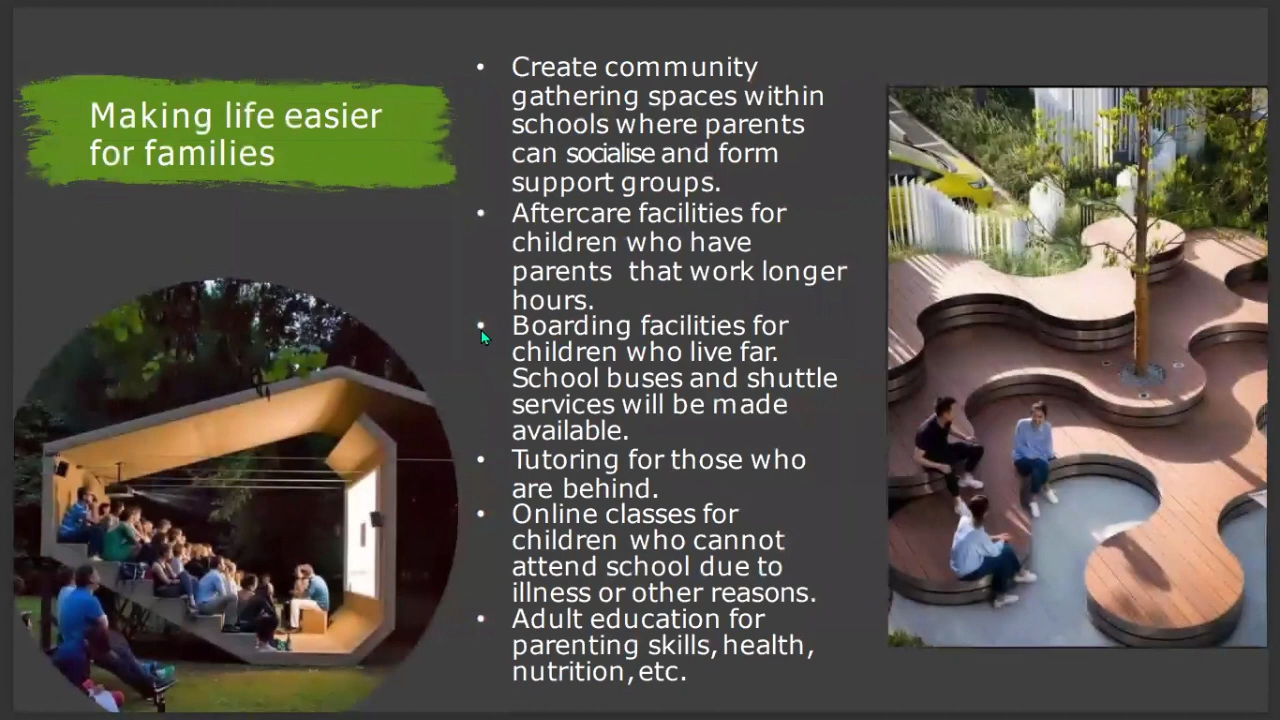 Making life easier
for families
• Create community
gathering spaces within
schools where parents
can socialise and form
support groups.
• Aftercare facilities for
children who have
parents that work longer
hours.
• Boarding facilities for
children who live far.
School buses and shuttle
services will be made
available.
• Tutoring for those who
are behind.
• Online classes for
children who cannot
attend school due to
illness or other reasons.
• Adult education for
parenting skills, health,
nutrition, etc.